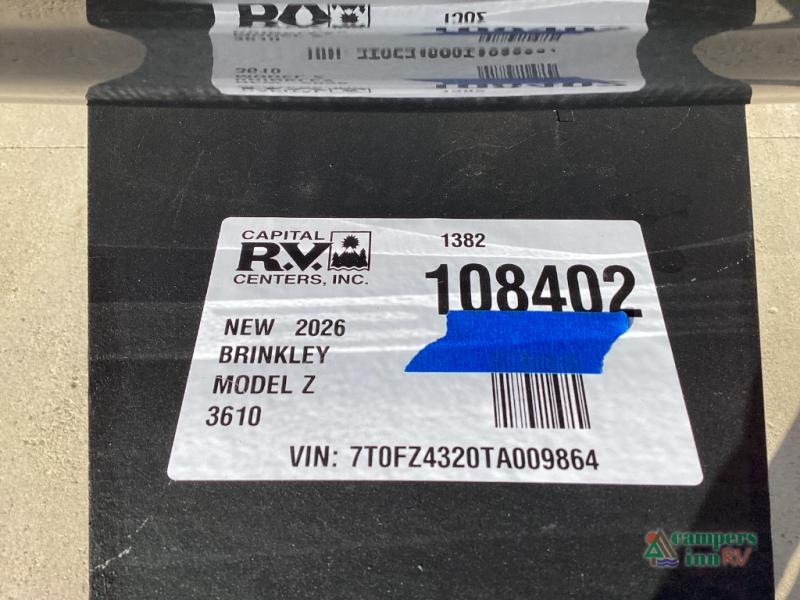 CAPITAL
R.V.
CENTERS, INC.
1382
108402
NEW 2026
BRINKLEY
MODEL Z
3610
VIN: 7T0FZ4320TA009864
campers
inn RV